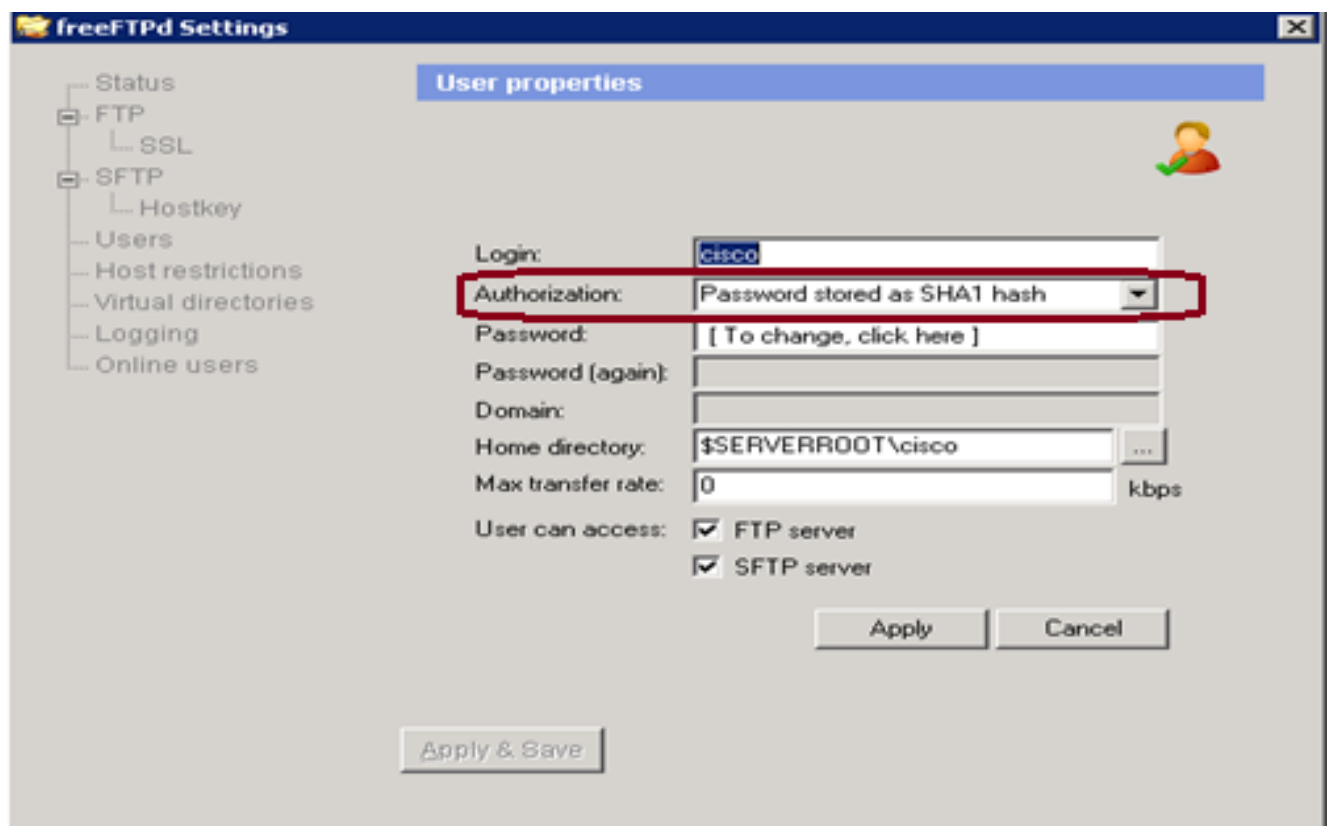 freeFTPd Settings
Status
FTP
SSL
SFTP
Hostkey
Users
Host restrictions
Virtual directories
Logging
Online users
User properties
Login: cisco
Authorization: Password stored as SHA1 hash
Password: [ To change, click here ]
Password (again):
Domain:
Home directory: $SERVERROOT\cisco ...
Max transfer rate: 0 kbps
User can access: FTP server
SFTP server
Apply Cancel
Apply & Save